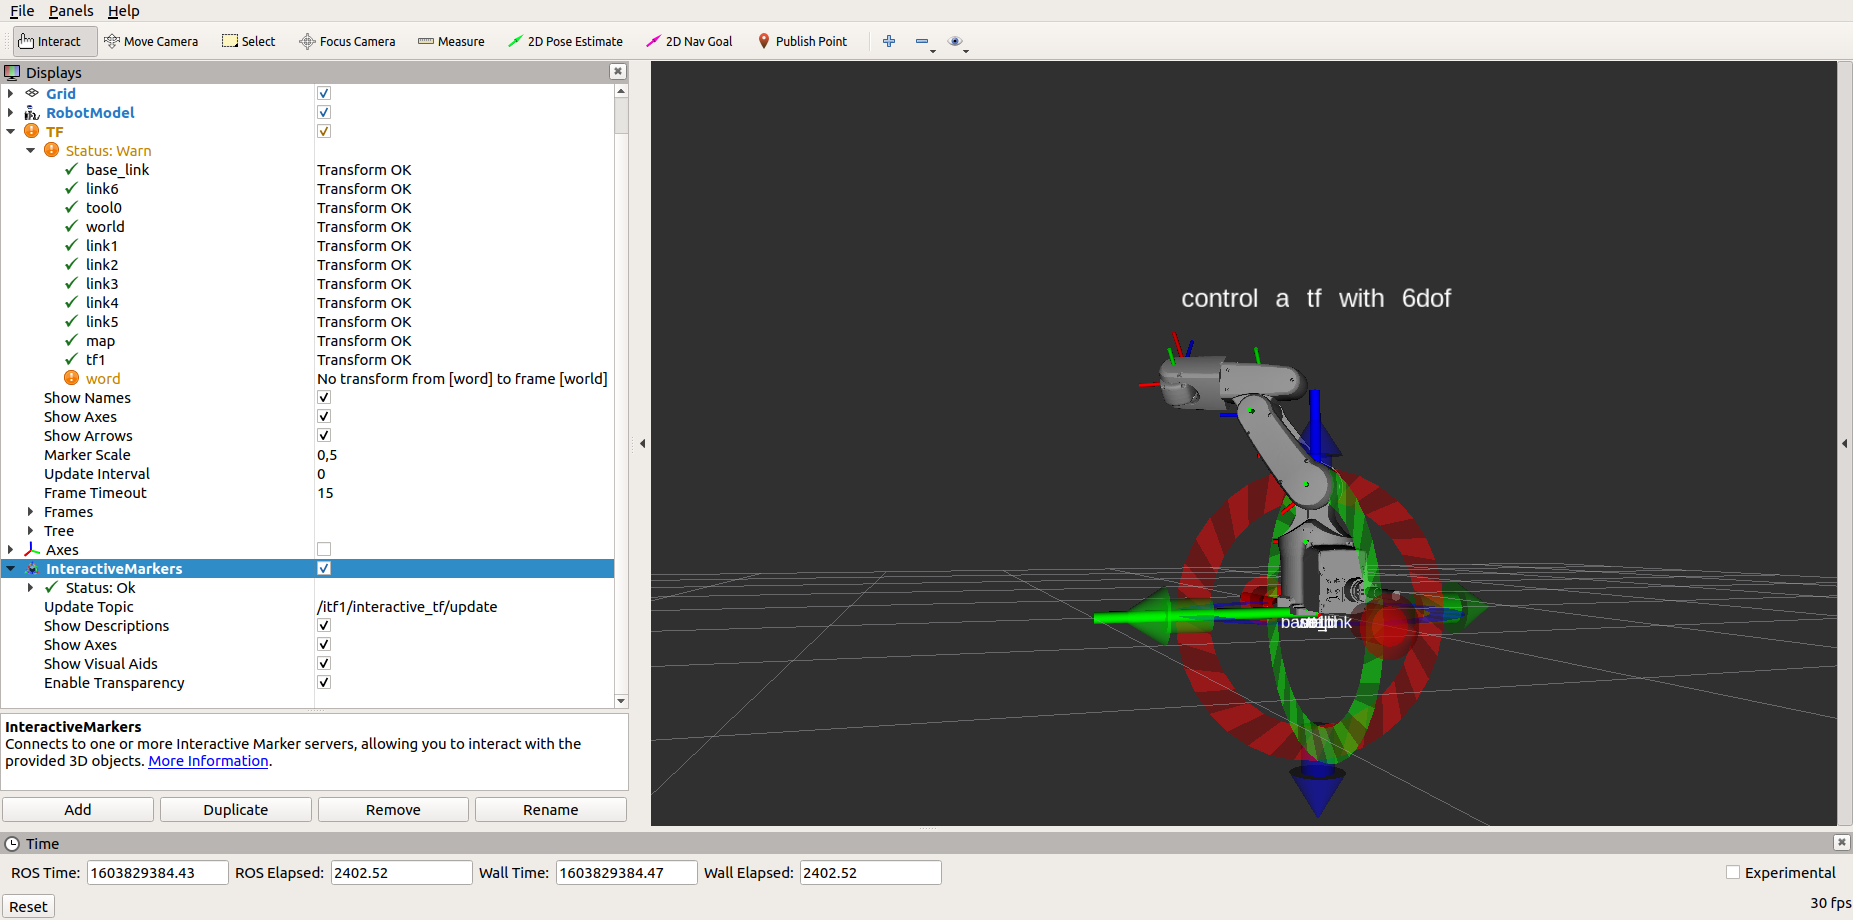 File Panels Help
Interact Move Camera Select Focus Camera Measure 2D Pose Estimate 2D Nav Goal Publish Point
Displays
Grid
RobotModel
TF
Status: Warn
base_link Transform OK
link6 Transform OK
tool0 Transform OK
world Transform OK
link1 Transform OK
link2 Transform OK
link3 Transform OK
link4 Transform OK
link5 Transform OK
map Transform OK
tf1 Transform OK
word No transform from [word] to frame [world]
Show Names
Show Axes
Show Arrows
Marker Scale 0,5
Update Interval 0
Frame Timeout 15
Frames
Tree
Axes
InteractiveMarkers
Status: Ok
Update Topic /itf1/interactive_tf/update
Show Descriptions
Show Axes
Show Visual Aids
Enable Transparency
InteractiveMarkers
Connects to one or more Interactive Marker servers, allowing you to interact with the
provided 3D objects. More Information.
Add Duplicate Remove Rename
control a tf with 6dof
Time
ROS Time: 1603829384.43 ROS Elapsed: 2402.52 Wall Time: 1603829384.47 Wall Elapsed: 2402.52 Experimental
Reset 30 fps